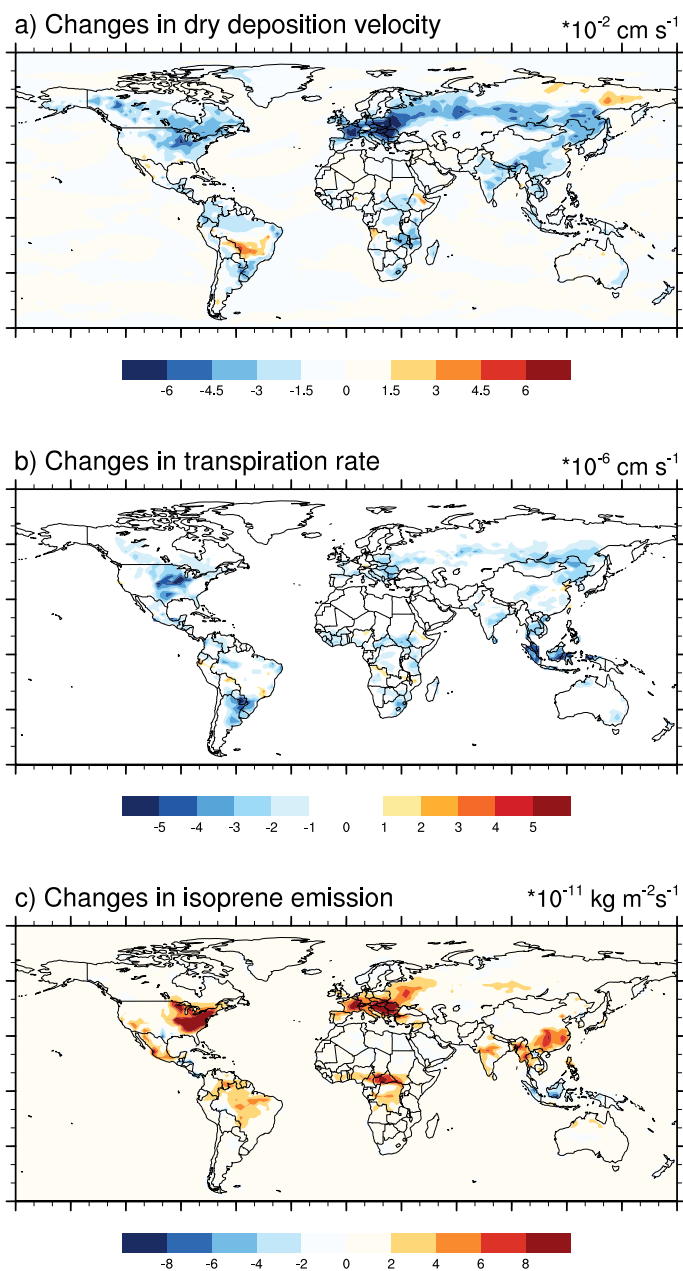 a) Changes in dry deposition velocity *10-2 cm s-1
-6 -4.5 -3 -1.5 0 1.5 3 4.5 6
b) Changes in transpiration rate *10-6 cm s-1
-5 -4 -3 -2 -1 0 1 2 3 4 5
c) Changes in isoprene emission *10-11 kg m-2s-1
-8 -6 -4 -2 0 2 4 6 8